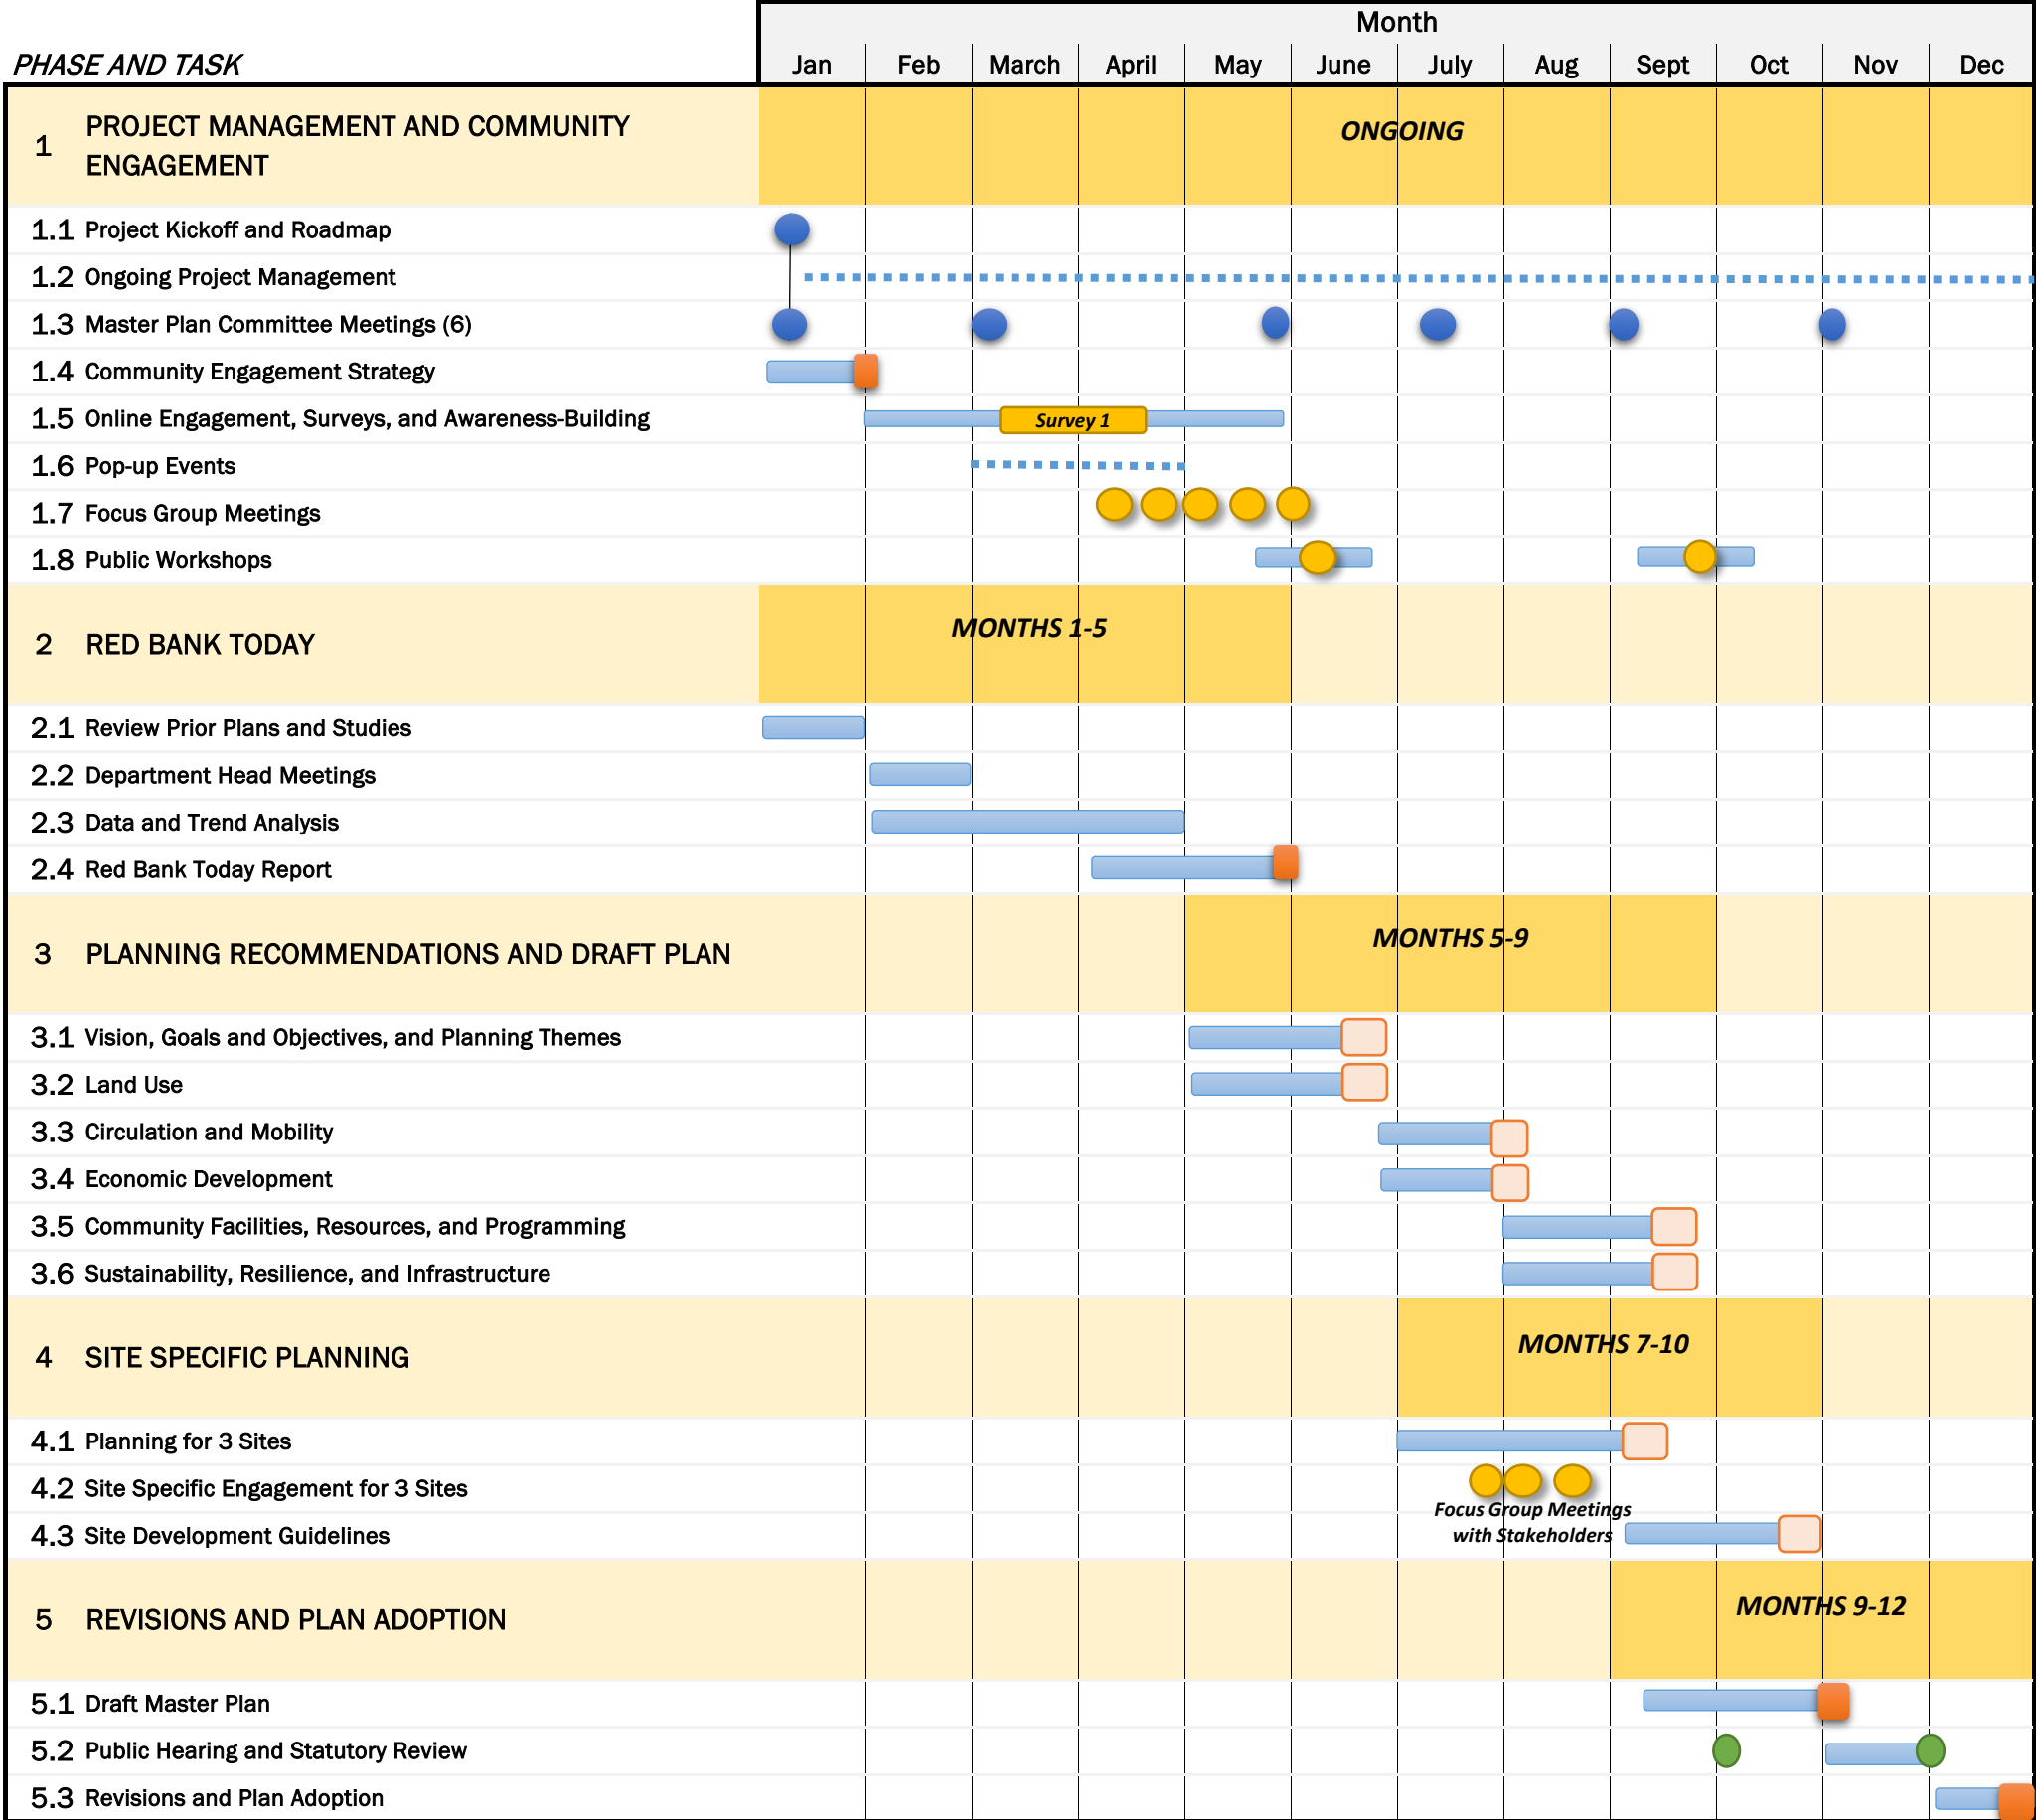 Month
PHASE AND TASK
Jan Feb March April May June July Aug Sept Oct Nov Dec
1 PROJECT MANAGEMENT AND COMMUNITY
ENGAGEMENT
ONGOING
1.1 Project Kickoff and Roadmap
1.2 Ongoing Project Management
1.3 Master Plan Committee Meetings (6)
1.4 Community Engagement Strategy
1.5 Online Engagement, Surveys, and Awareness-Building
Survey 1
1.6 Pop-up Events
1.7 Focus Group Meetings
1.8 Public Workshops
2 RED BANK TODAY
MONTHS 1-5
2.1 Review Prior Plans and Studies
2.2 Department Head Meetings
2.3 Data and Trend Analysis
2.4 Red Bank Today Report
3 PLANNING RECOMMENDATIONS AND DRAFT PLAN
MONTHS 5-9
3.1 Vision, Goals and Objectives, and Planning Themes
3.2 Land Use
3.3 Circulation and Mobility
3.4 Economic Development
3.5 Community Facilities, Resources, and Programming
3.6 Sustainability, Resilience, and Infrastructure
4 SITE SPECIFIC PLANNING
MONTHS 7-10
4.1 Planning for 3 Sites
4.2 Site Specific Engagement for 3 Sites
Focus Group Meetings
with Stakeholders
4.3 Site Development Guidelines
5 REVISIONS AND PLAN ADOPTION
MONTHS 9-12
5.1 Draft Master Plan
5.2 Public Hearing and Statutory Review
5.3 Revisions and Plan Adoption